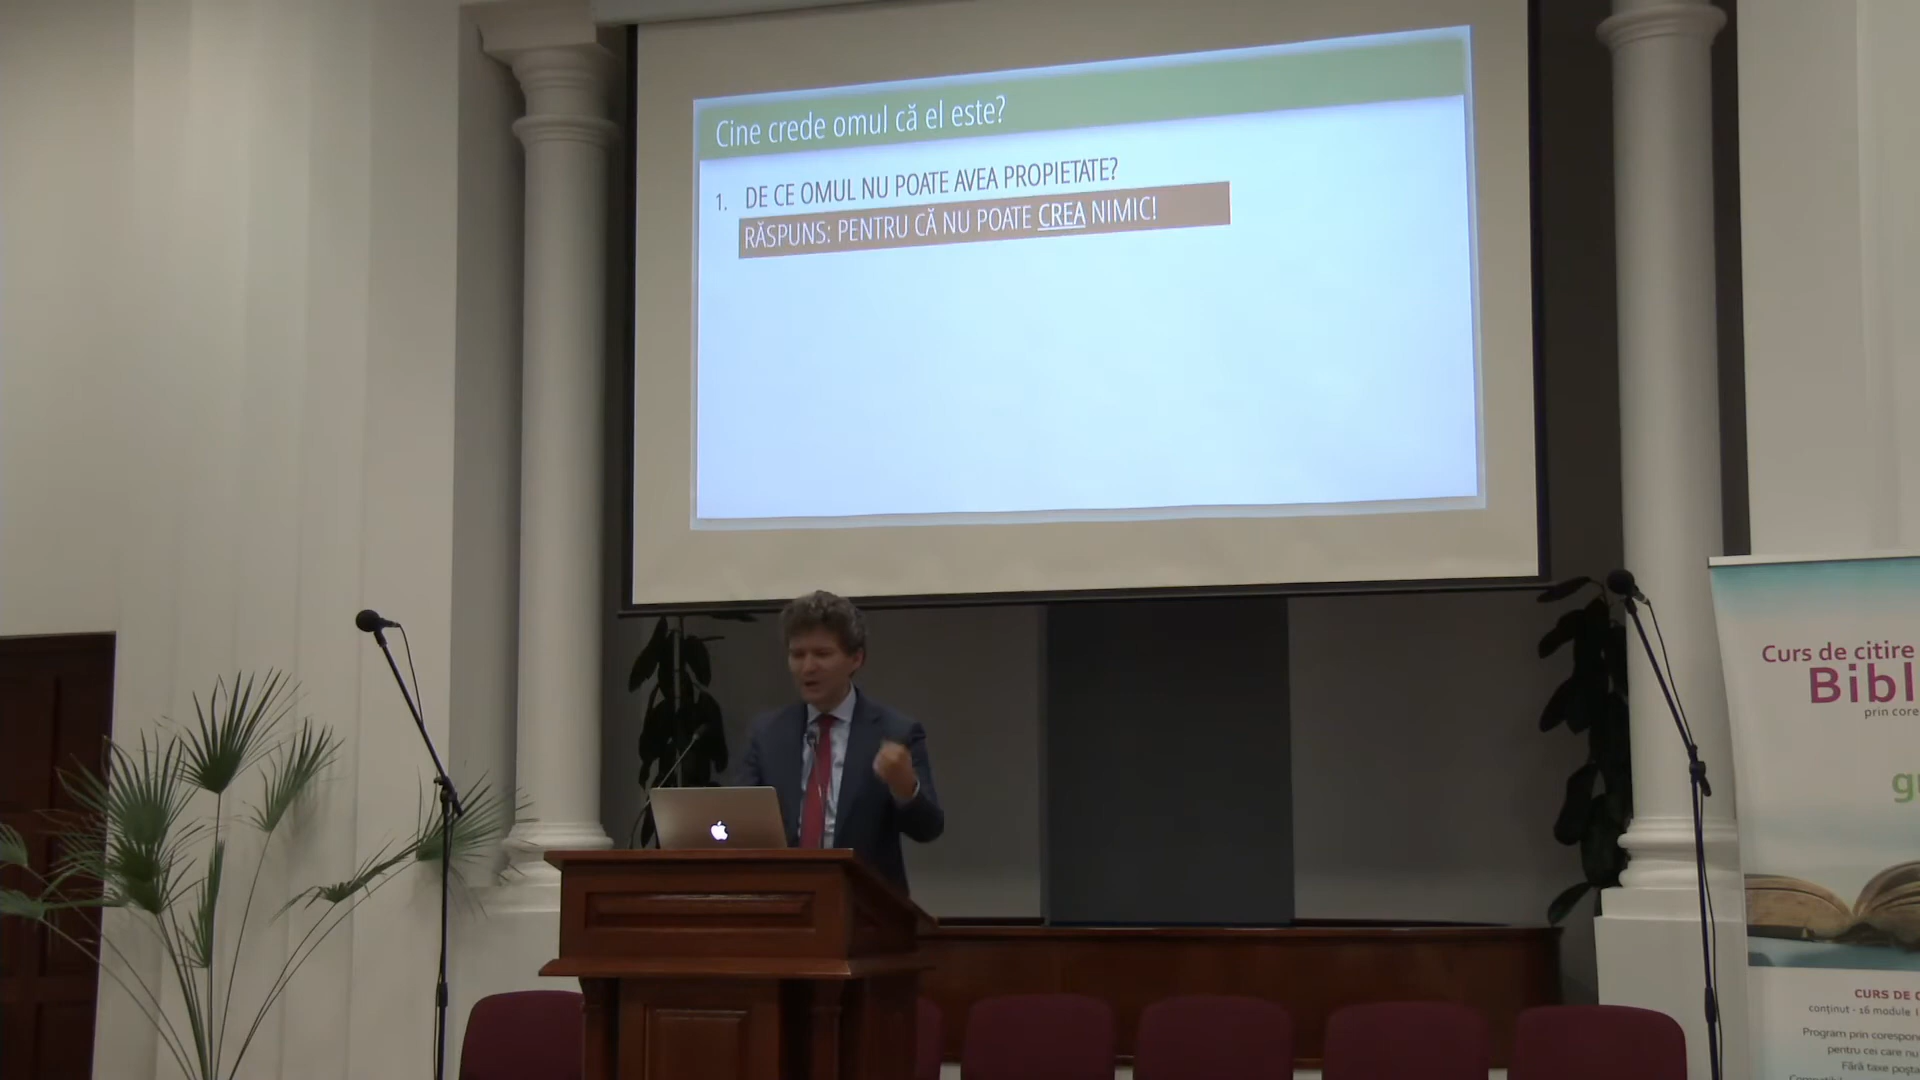 Cine crede omul că el este?
1. DE CE OMUL NU POATE AVEA PROPIETATE?
RĂSPUNS: PENTRU CĂ NU POATE CREA NIMIC!
Curs de citire
Bibl
prin core
g
CURS DE C
conținut - 16 module
Program prin corespon
pentru cei care nu
Fără taxe poșta